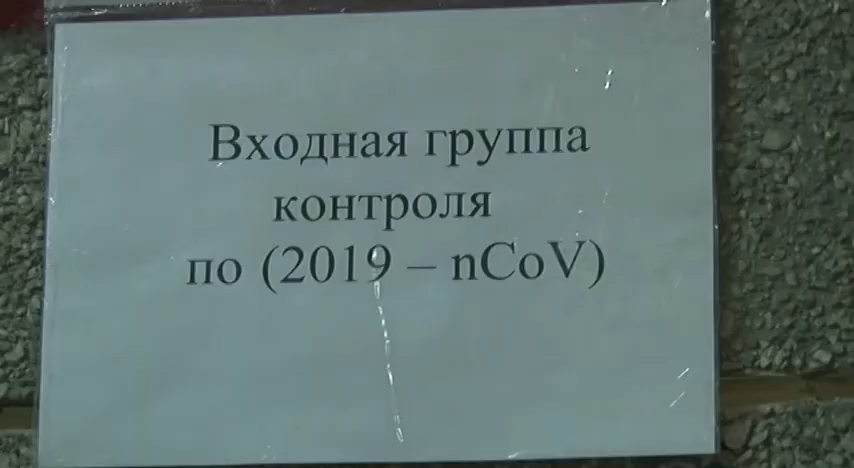 Входная группа
контроля
по (2019 – nCoV)